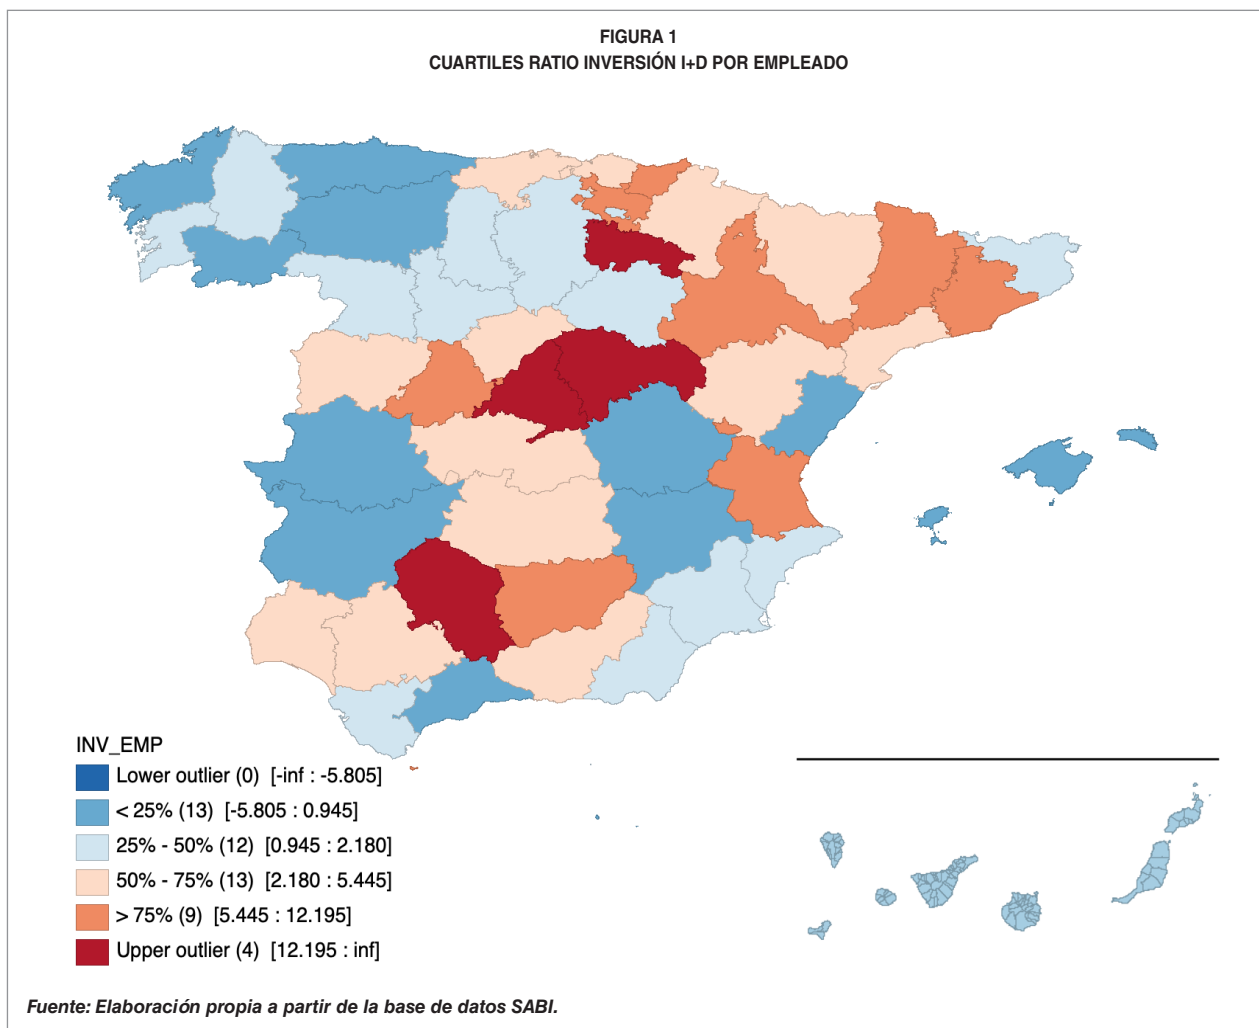 FIGURA 1
CUARTILES RATIO INVERSIÓN I+D POR EMPLEADO
INV_EMP
Lower outlier (0) [-inf : -5.805]
< 25% (13) [-5.805 : 0.945]
25% - 50% (12) [0.945 : 2.180]
50% - 75% (13) [2.180 : 5.445]
> 75% (9) [5.445 : 12.195]
Upper outlier (4) [12.195 : inf]
Fuente: Elaboración propia a partir de la base de datos SABI.